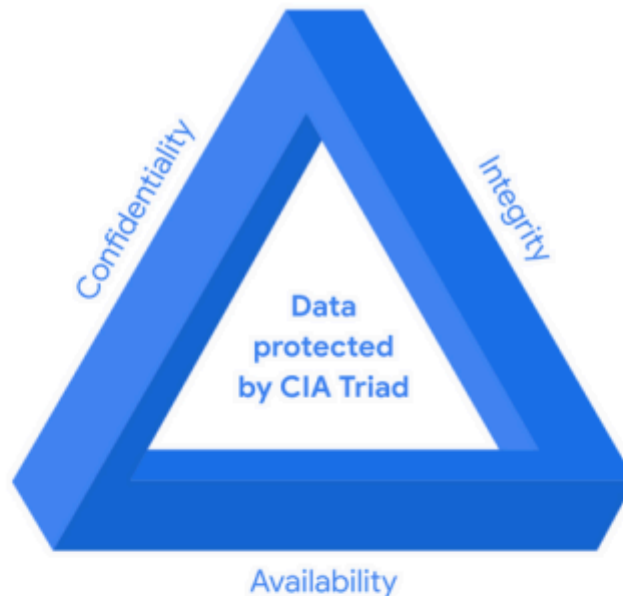 Confidentiality
Integrity
Data
protected
by CIA Triad
Availability